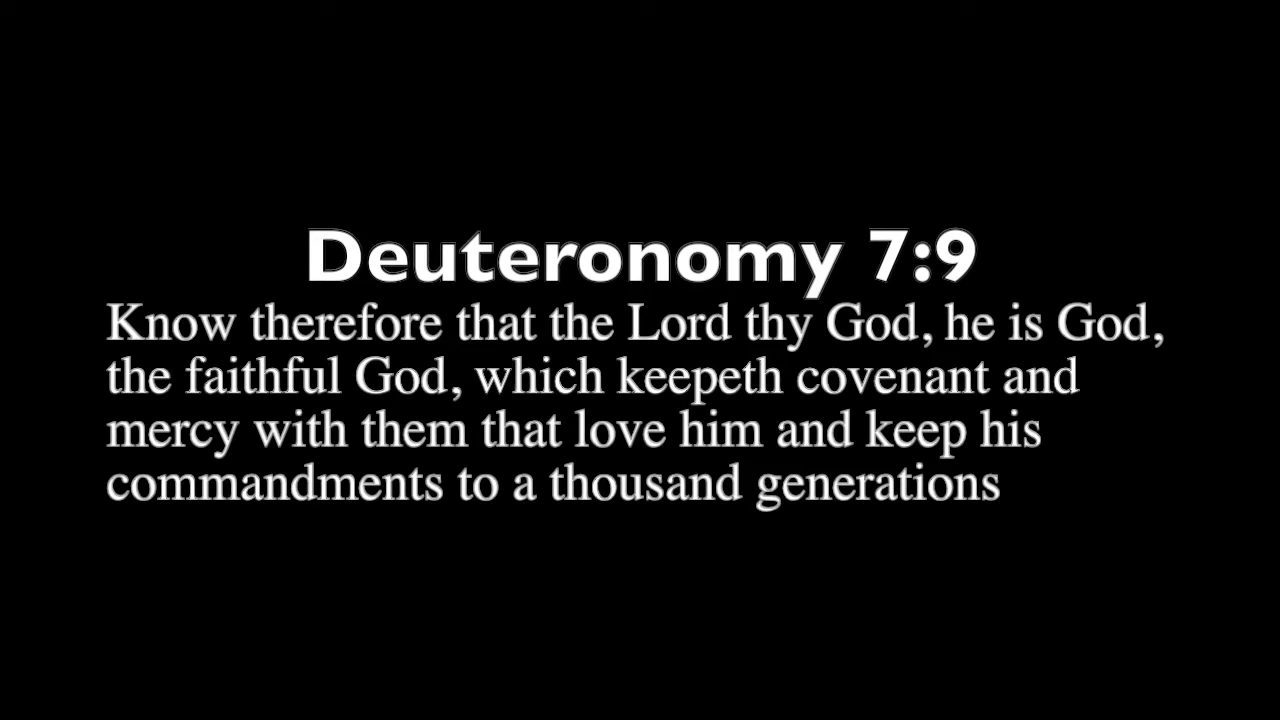 Deuteronomy 7:9
Know therefore that the Lord thy God, he is God,
the faithful God, which keepeth covenant and
mercy with them that love him and keep his
commandments to a thousand generations